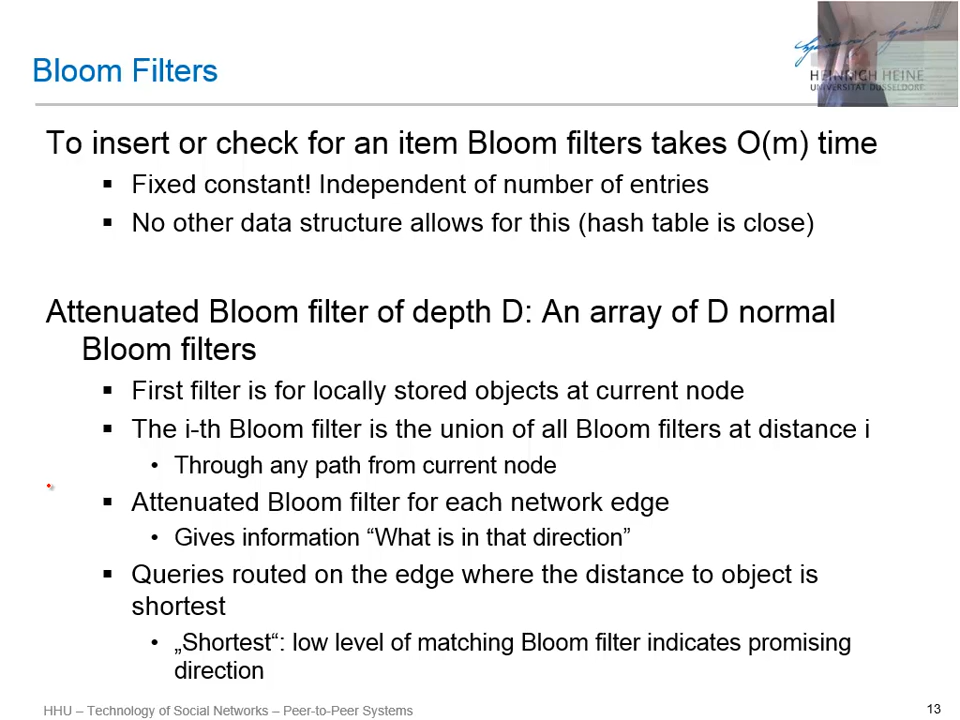 Bloom Filters
HEINRICH HEINE
UNIVERSITÄT DÜSSELDORF
To insert or check for an item Bloom filters takes O(m) time
▪ Fixed constant! Independent of number of entries
▪ No other data structure allows for this (hash table is close)
Attenuated Bloom filter of depth D: An array of D normal
Bloom filters
▪ First filter is for locally stored objects at current node
▪ The i-th Bloom filter is the union of all Bloom filters at distance i
• Through any path from current node
▪ Attenuated Bloom filter for each network edge
• Gives information “What is in that direction”
▪ Queries routed on the edge where the distance to object is
shortest
• „Shortest“: low level of matching Bloom filter indicates promising
direction
HHU – Technology of Social Networks – Peer-to-Peer Systems
13